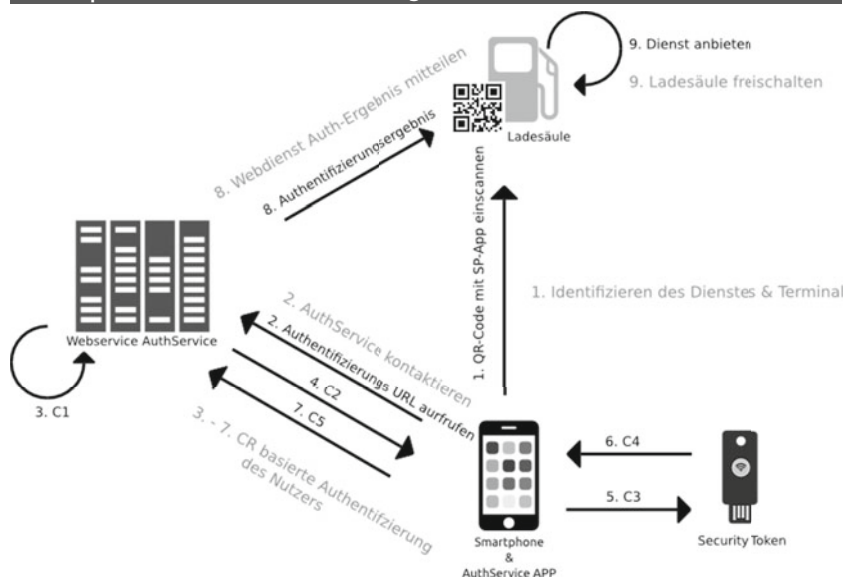 9. Dienst anbieten
9. Ladesäule freischalten
Ladesäule
8. Webdienst Auth-Ergebnis mitteilen
8. Authentifizierungsergebnis
1. QR-Code mit SP-App einscannen
1. Identifizieren des Dienstes & Terminal
Webservice AuthService
3. C1
2. AuthService kontaktieren
2. Authentifizierungs URL aurfrufen
4. C2
7. C5
3. - 7. CR basierte Authentifzierung
des Nutzers
6. C4
5. C3
Smartphone
&
AuthService APP
Security Token